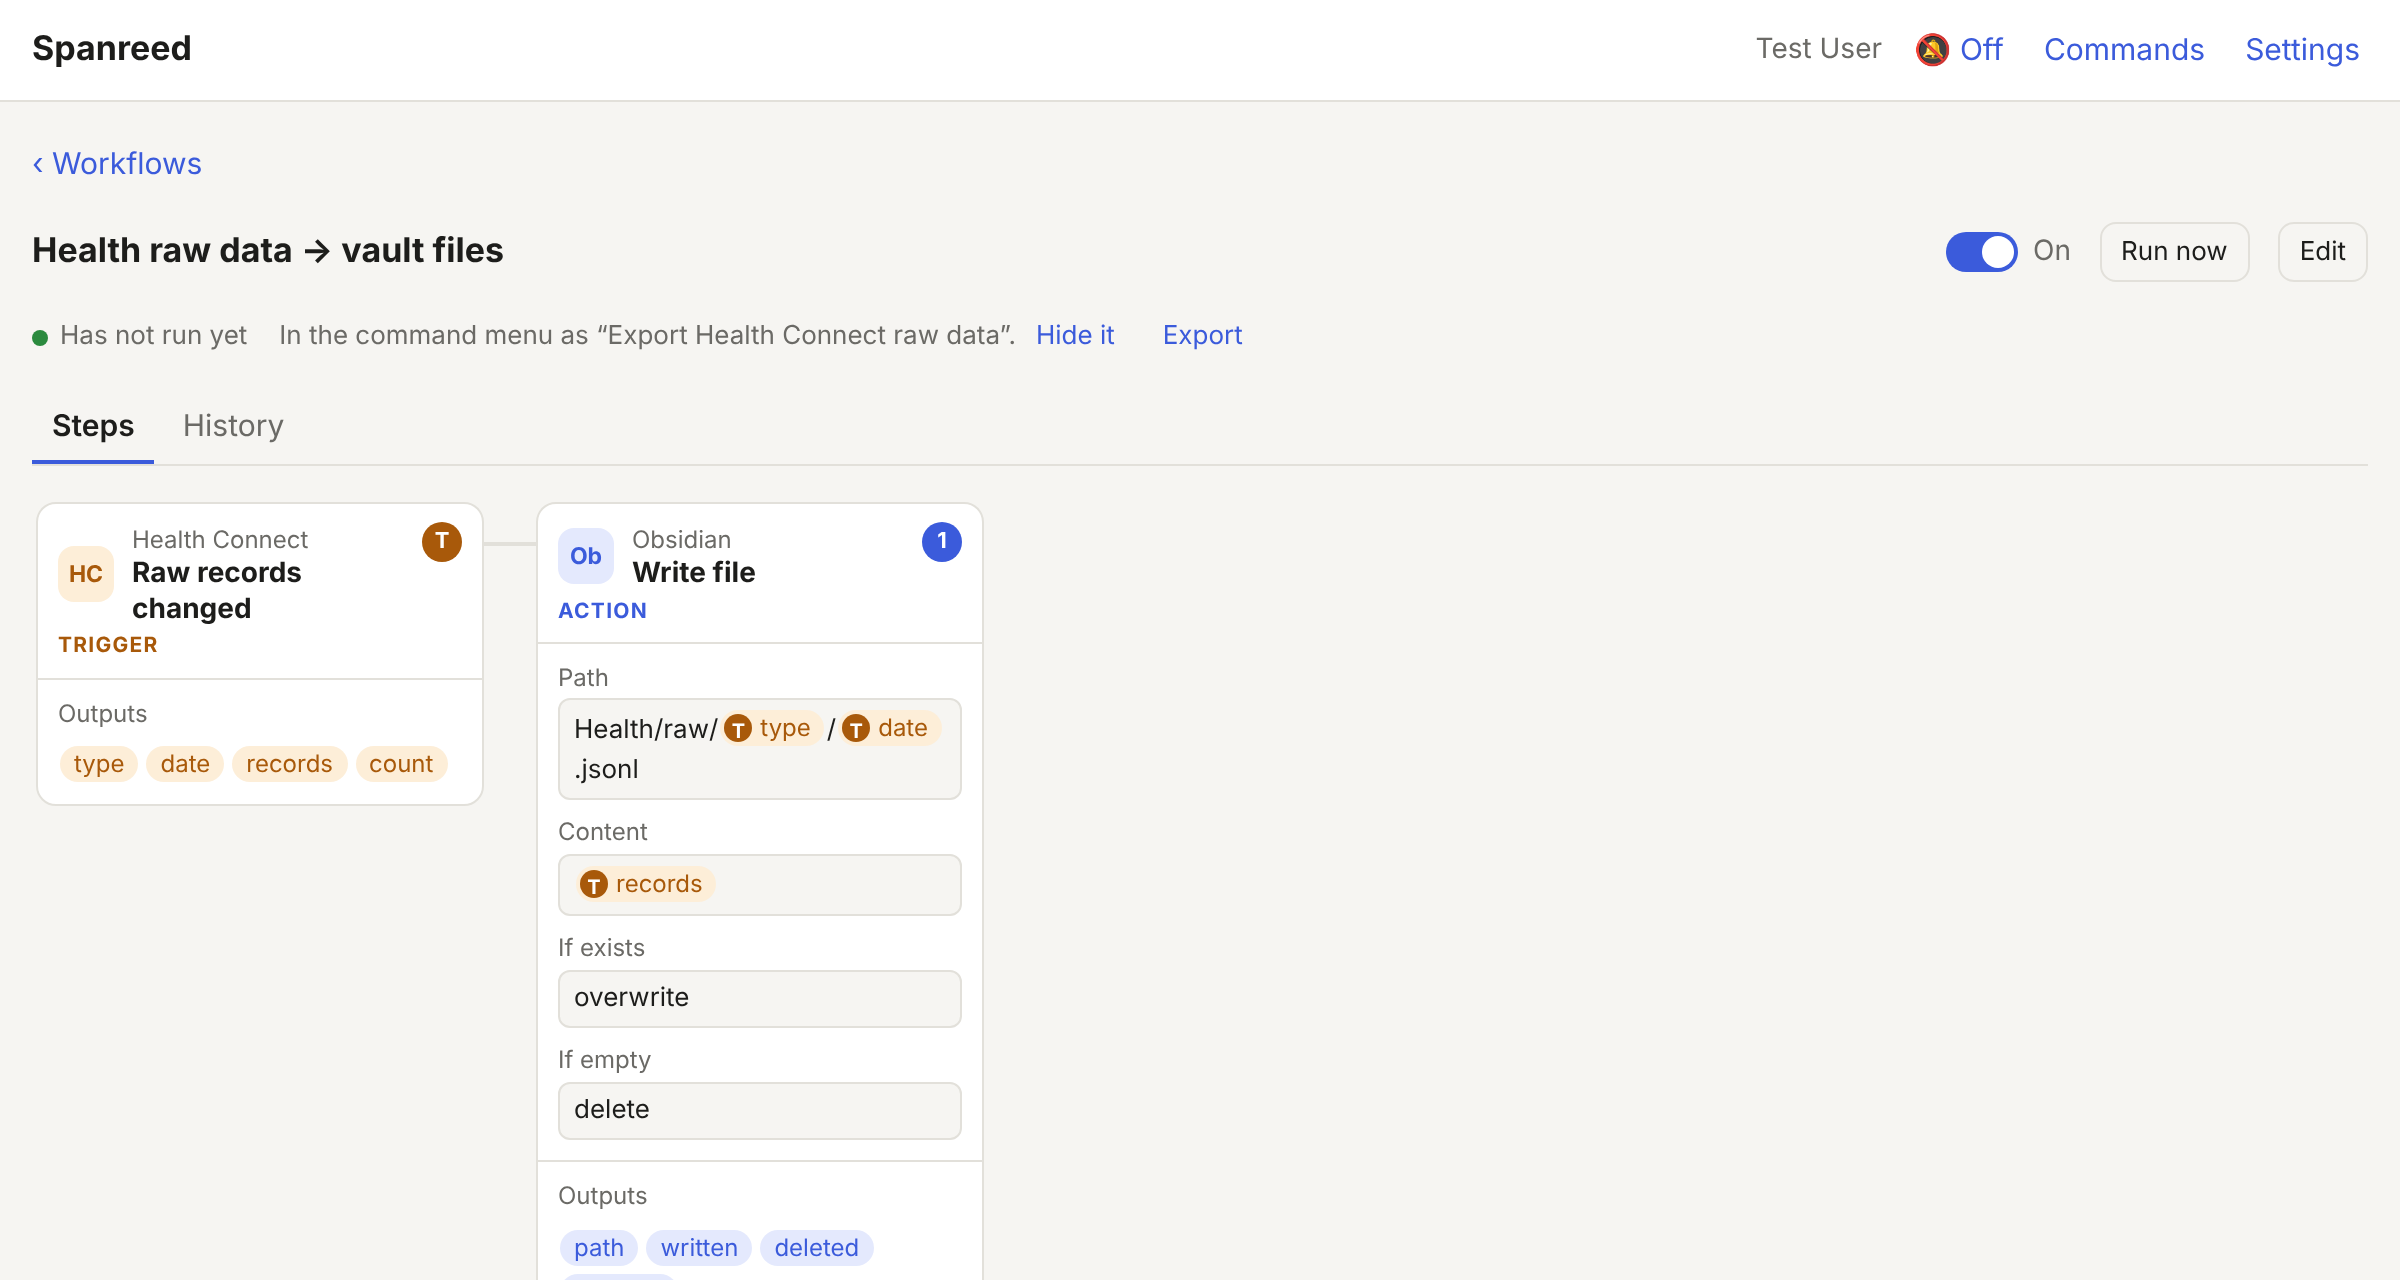 Spanreed
Test User
Off
Commands
Settings
‹ Workflows
Health raw data → vault files
On
Run now
Edit
Has not run yet
In the command menu as “Export Health Connect raw data”.
Hide it
Export
Steps
History
HC
Health Connect
Raw records
changed
T
TRIGGER
Outputs
type
date
records
count
Ob
Obsidian
Write file
1
ACTION
Path
Health/raw/ T type / T date
.jsonl
Content
T records
If exists
overwrite
If empty
delete
Outputs
path
written
deleted